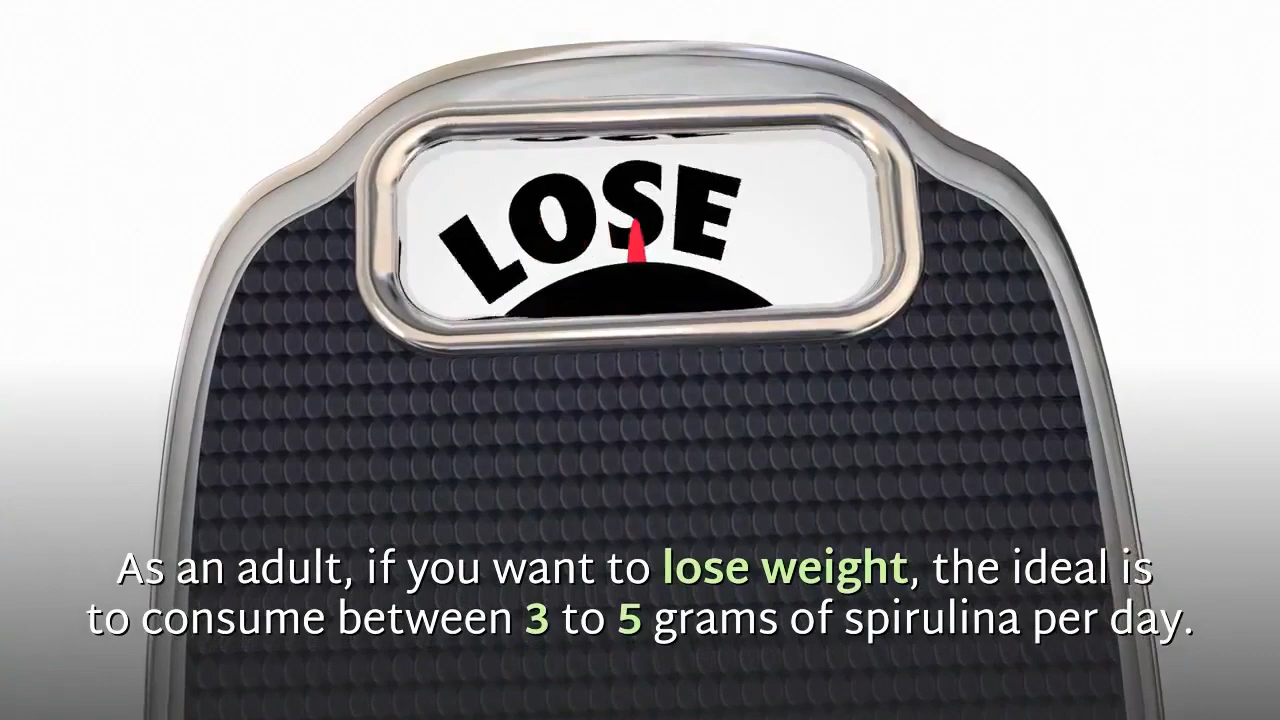 LOSE
As an adult, if you want to lose weight, the ideal is
to consume between 3 to 5 grams of spirulina per day.